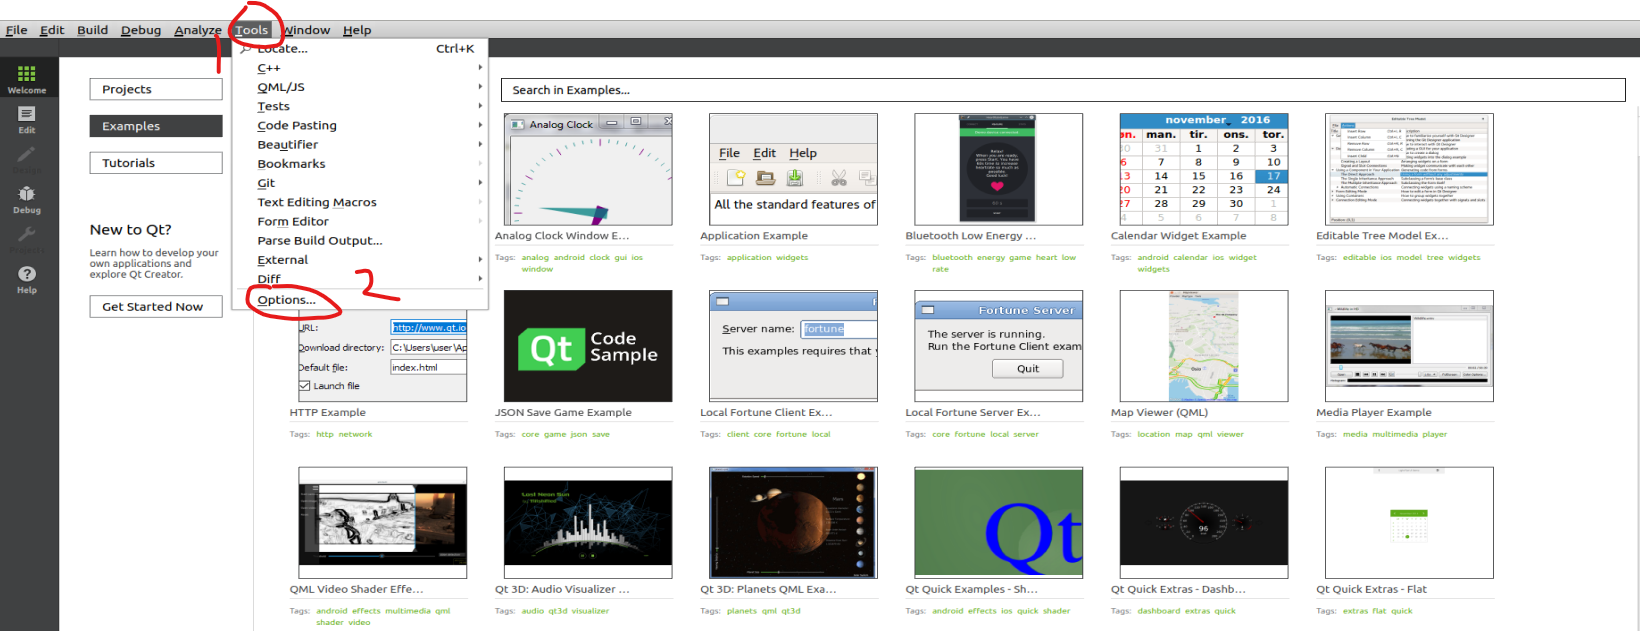 File Edit Build Debug Analyze Tools Window Help
1
Locate... Ctrl+K
C++
QML/JS
Tests
Code Pasting
Beautifier
Bookmarks
Git
Text Editing Macros
Form Editor
Parse Build Output...
External
Diff
Options...
2
Welcome
Edit
Debug
Help
Projects
Examples
Tutorials
New to Qt?
Learn how to develop your
own applications and
explore Qt Creator.
Get Started Now
Search in Examples...
Analog Clock
Analog Clock Window E...
Tags: analog android clock gui ios
window
File Edit Help
All the standard features of
Application Example
Tags: application widgets
Bluetooth Low Energy ...
Tags: bluetooth energy game heart low
rate
november 2016
on. man. tir. ons. tor.
30 31 1 2 3
6 7 8 9 10
13 14 15 16 17
20 21 22 23 24
27 28 29 30 1
4 5 6 7 8
Calendar Widget Example
Tags: android calendar ios widget
widgets
Editable Tree Model Ex...
Tags: editable ios model tree widgets
URL: http://www.qt.io
Download directory: C:\Users\user\Ap
Default file: index.html
Launch file
HTTP Example
Tags: http network
Qt Code
Sample
JSON Save Game Example
Tags: core game json save
Server name: fortune
This examples requires that
Local Fortune Client Ex...
Tags: client core fortune local
Fortune Server
The server is running.
Run the Fortune Client exam
Quit
Local Fortune Server Ex...
Tags: core fortune local server
Map Viewer (QML)
Tags: location map qml viewer
Media Player Example
Tags: media multimedia player
QML Video Shader Effe...
Tags: android effects multimedia qml
shader video
Last Neon Sun
Qt 3D: Audio Visualizer ...
Tags: audio qt3d visualizer
Qt 3D: Planets QML Exa...
Tags: planets qml qt3d
Qt
Qt Quick Examples - Sh...
Tags: android effects ios quick shader
96
Qt Quick Extras - Dashb...
Tags: dashboard extras quick
Qt Quick Extras - Flat
Tags: extras flat quick